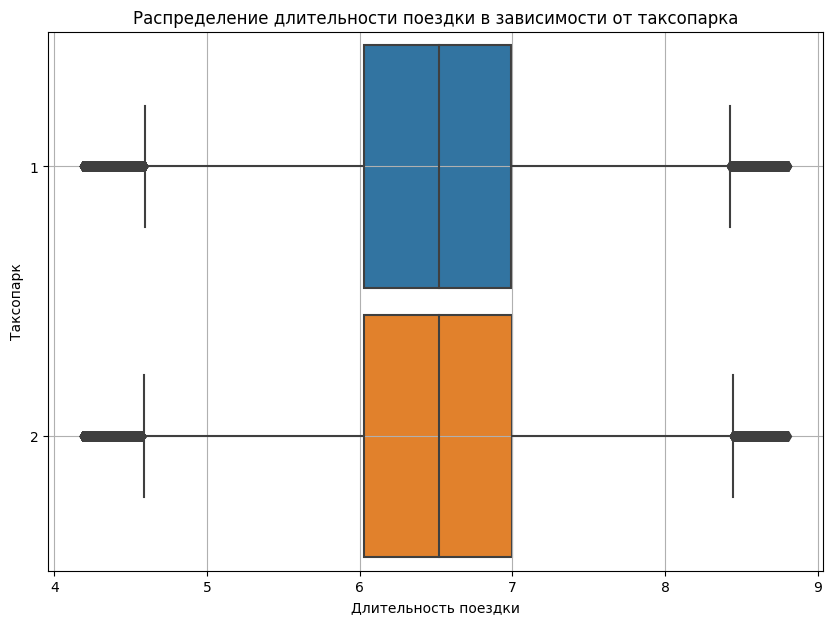 Распределение длительности поездки в зависимости от таксопарка
Таксопарк
1
2
4 5 6 7 8 9
Длительность поездки